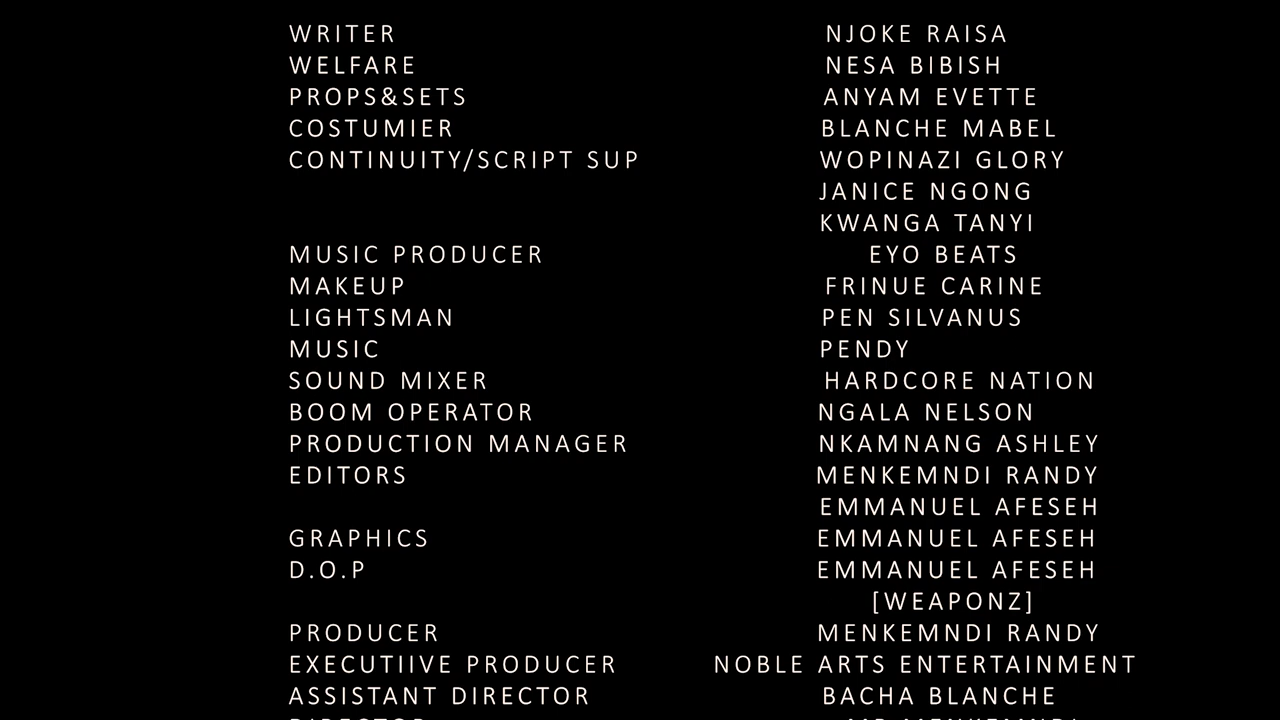 WRITER NJOKE RAISA
WELFARE NESA BIBISH
PROPS&SETS ANYAM EVETTE
COSTUMIER BLANCHE MABEL
CONTINUITY/SCRIPT SUP WOPINAZI GLORY
JANICE NGONG
KWANGA TANYI
MUSIC PRODUCER EYO BEATS
MAKEUP FRINUE CARINE
LIGHTSMAN PEN SILVANUS
MUSIC PENDY
SOUND MIXER HARDCORE NATION
BOOM OPERATOR NGALA NELSON
PRODUCTION MANAGER NKAMNANG ASHLEY
EDITORS MENKEMNDI RANDY
EMMANUEL AFESEH
GRAPHICS EMMANUEL AFESEH
D.O.P EMMANUEL AFESEH
[WEAPONZ]
PRODUCER MENKEMNDI RANDY
EXECUTIIVE PRODUCER NOBLE ARTS ENTERTAINMENT
ASSISTANT DIRECTOR BACHA BLANCHE